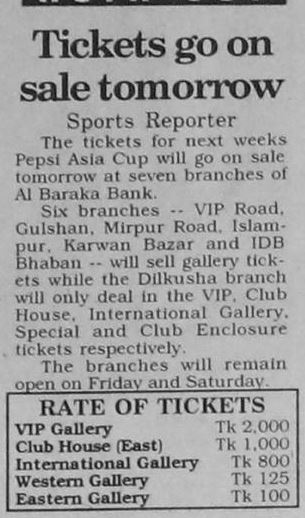 Tickets go on
sale tomorrow
Sports Reporter
The tickets for next weeks
Pepsi Asia Cup will go on sale
tomorrow at seven branches of
Al Baraka Bank.
Six branches -- VIP Road,
Gulshan, Mirpur Road, Islam-
pur, Karwan Bazar and IDB
Bhaban -- will sell gallery tick-
ets while the Dilkusha branch
will only deal in the VIP, Club
House, International Gallery,
Special and Club Enclosure
tickets respectively.
The branches will remain
open on Friday and Saturday.
RATE OF TICKETS
VIP Gallery Tk 2,000
Club House (East) Tk 1,000
International Gallery Tk 800
Western Gallery Tk 125
Eastern Gallery Tk 100